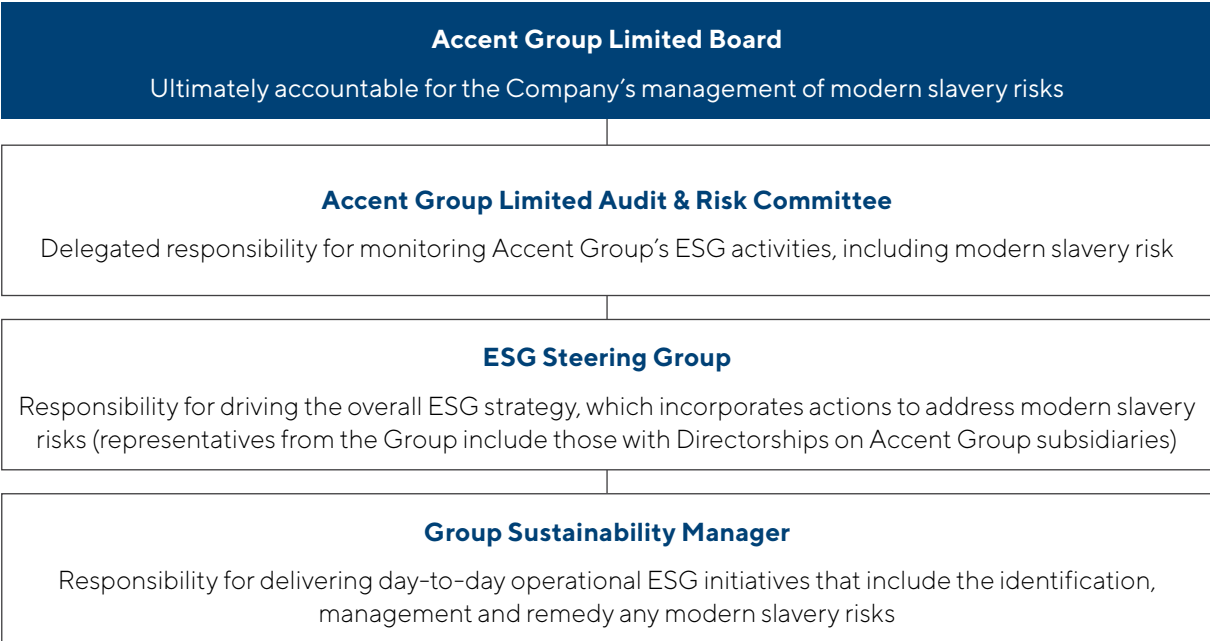 Accent Group Limited Board
Ultimately accountable for the Company's management of modern slavery risks
Accent Group Limited Audit & Risk Committee
Delegated responsibility for monitoring Accent Group's ESG activities, including modern slavery risk
ESG Steering Group
Responsibility for driving the overall ESG strategy, which incorporates actions to address modern slavery
risks (representatives from the Group include those with Directorships on Accent Group subsidiaries)
Group Sustainability Manager
Responsibility for delivering day-to-day operational ESG initiatives that include the identification,
management and remedy any modern slavery risks